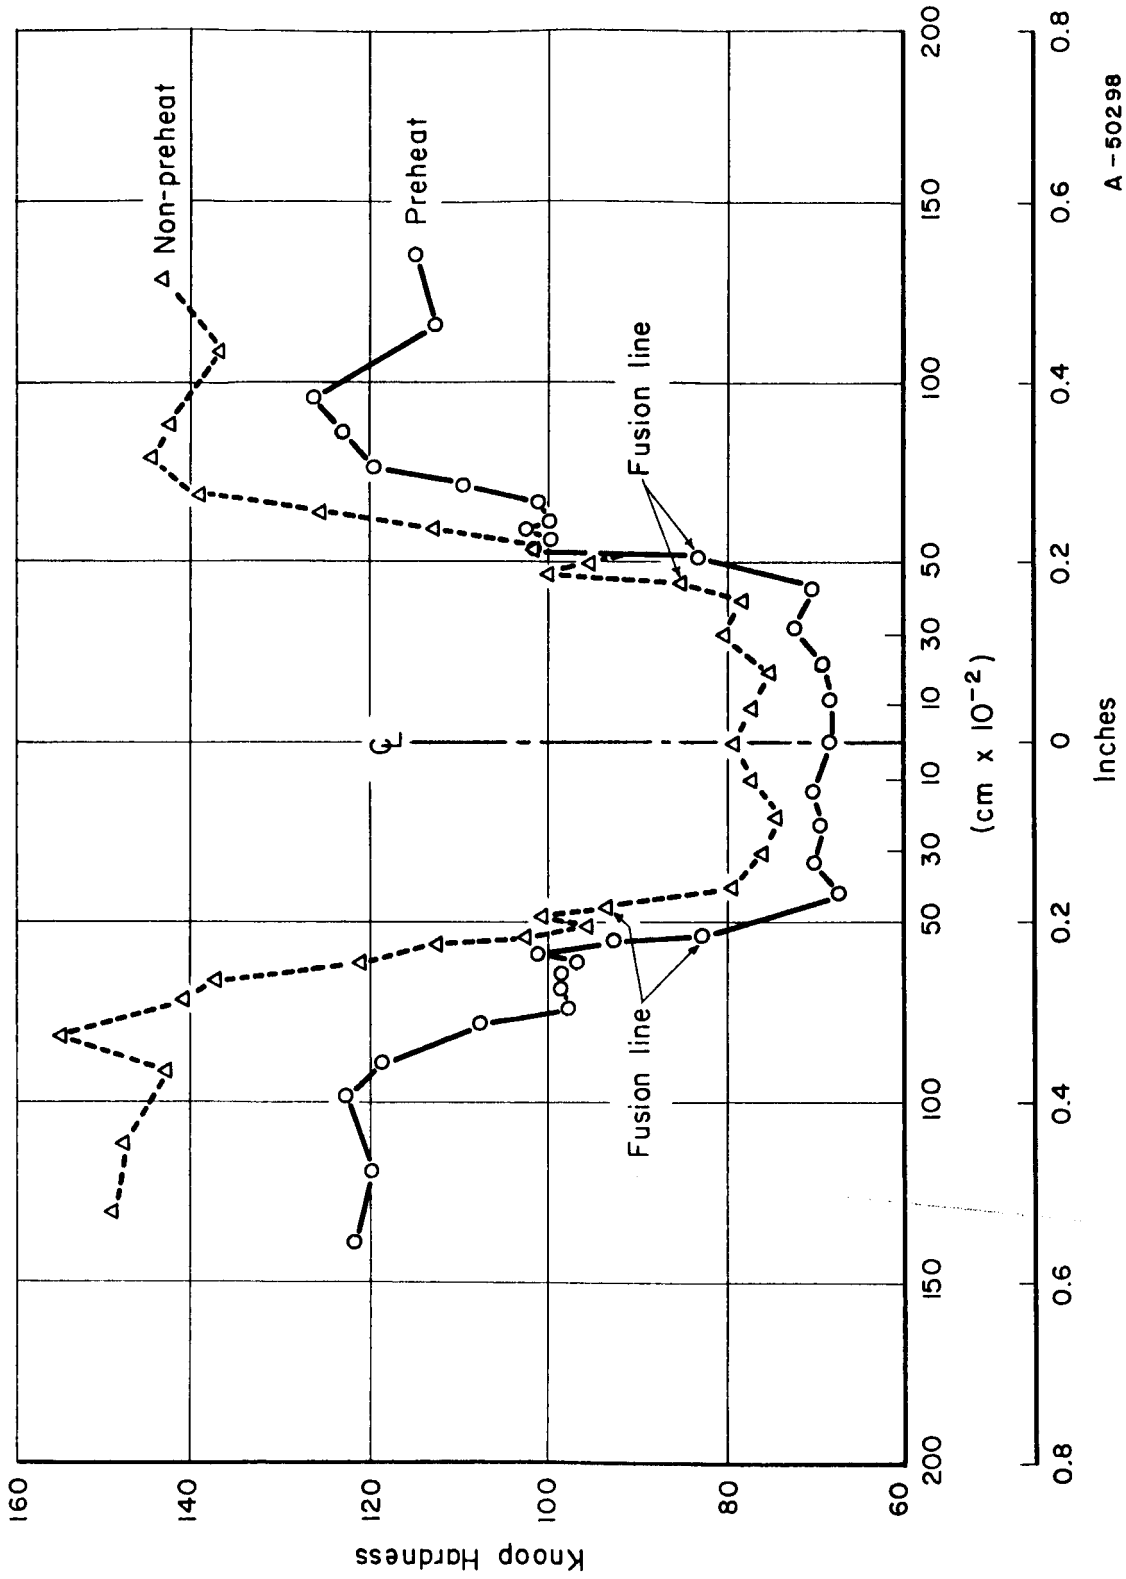 160
140
120
100
80
60
Knoop Hardness
Non-preheat
Preheat
Fusion line
Fusion line
CL
200 150 100 50 30 10 10 30 50 100 150 200
(cm x 10⁻²)
0.8 0.6 0.4 0.2 0 0.2 0.4 0.6 0.8
Inches
A-50298